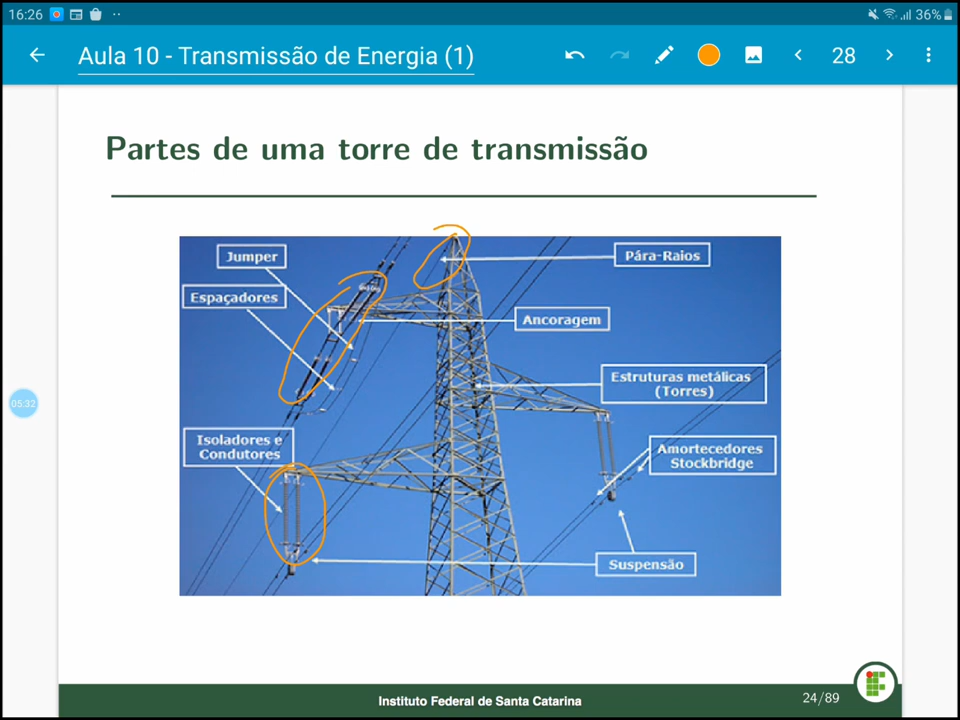 16:26
36%
Aula 10 - Transmissão de Energia (1)
28
Partes de uma torre de transmissão
Jumper
Pára-Raios
Espaçadores
Ancoragem
Estruturas metálicas
(Torres)
05:32
Isoladores e
Condutores
Amortecedores
Stockbridge
Suspensão
Instituto Federal de Santa Catarina
24/89